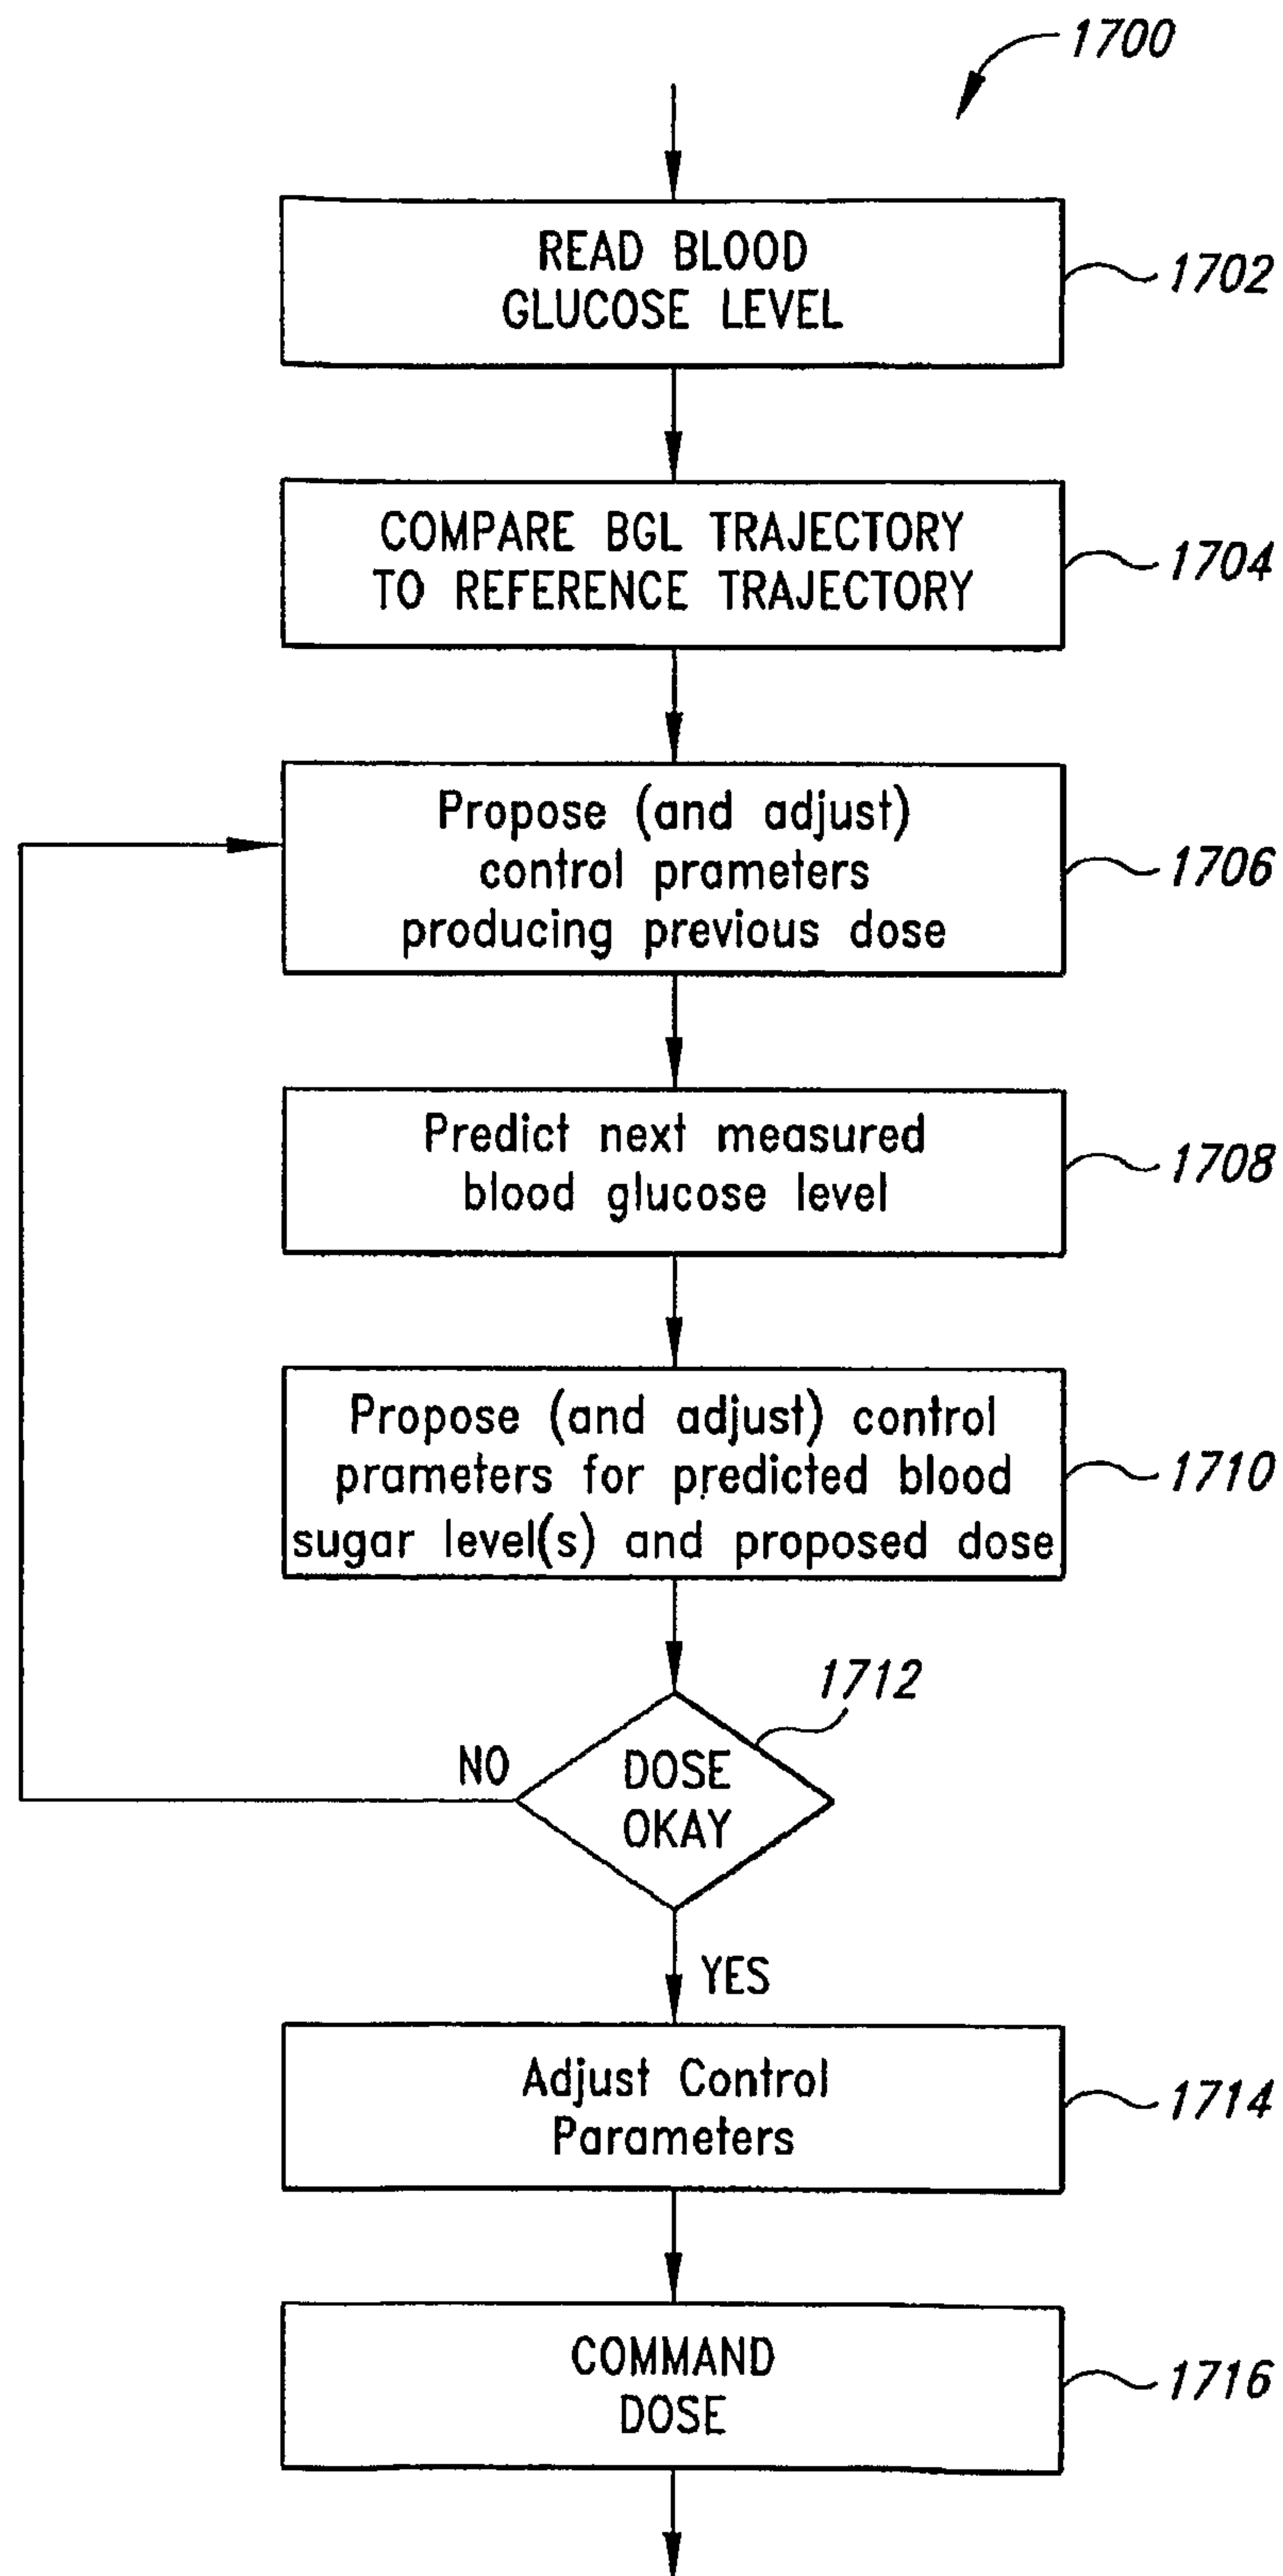 1700
READ BLOOD
GLUCOSE LEVEL
1702
COMPARE BGL TRAJECTORY
TO REFERENCE TRAJECTORY
1704
Propose (and adjust)
control prameters
producing previous dose
1706
Predict next measured
blood glucose level
1708
Propose (and adjust) control
prameters for predicted blood
sugar level(s) and proposed dose
1710
1712
NO
DOSE
OKAY
YES
Adjust Control
Parameters
1714
COMMAND
DOSE
1716